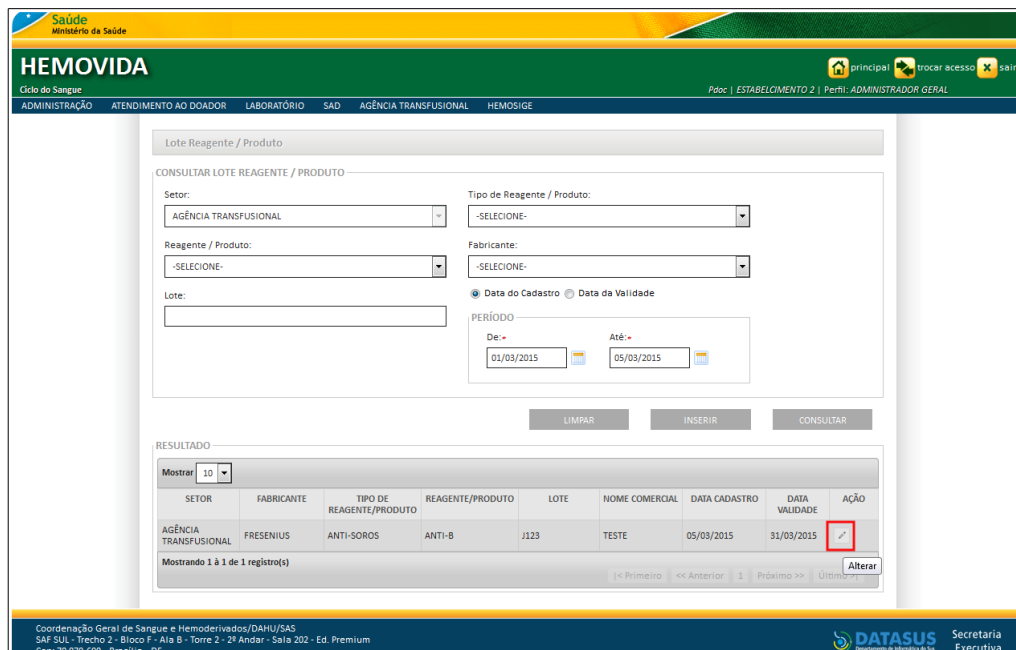 Saúde
Ministério da Saúde
HEMOVIDA
Ciclo do Sangue
principal trocar acesso sair
Pdoc | ESTABELCIMENTO 2 | Perfil: ADMINISTRADOR GERAL
ADMINISTRAÇÃO ATENDIMENTO AO DOADOR LABORATÓRIO SAD AGÊNCIA TRANSFUSIONAL HEMOSIGE
Lote Reagente / Produto
CONSULTAR LOTE REAGENTE / PRODUTO
Setor: Tipo de Reagente / Produto:
AGÊNCIA TRANSFUSIONAL -SELECIONE-
Reagente / Produto: Fabricante:
-SELECIONE- -SELECIONE-
Lote: Data do Cadastro Data da Validade
PERÍODO
De:* Até:*
01/03/2015 05/03/2015
LIMPAR INSERIR CONSULTAR
RESULTADO
Mostrar 10
SETOR FABRICANTE TIPO DE REAGENTE/PRODUTO REAGENTE/PRODUTO LOTE NOME COMERCIAL DATA CADASTRO DATA VALIDADE AÇÃO
AGÊNCIA TRANSFUSIONAL FRESENIUS ANTI-SOROS ANTI-B J123 TESTE 05/03/2015 31/03/2015
Mostrando 1 à 1 de 1 registro(s)
Alterar
|< Primeiro << Anterior 1 Próximo >> Último >|
Coordenação Geral de Sangue e Hemoderivados/DAHU/SAS
SAF SUL - Trecho 2 - Bloco F - Ala B - Torre 2 - 2º Andar - Sala 202 - Ed. Premium
DATASUS
Departamento de Informática do Sus
Secretaria
Executiva